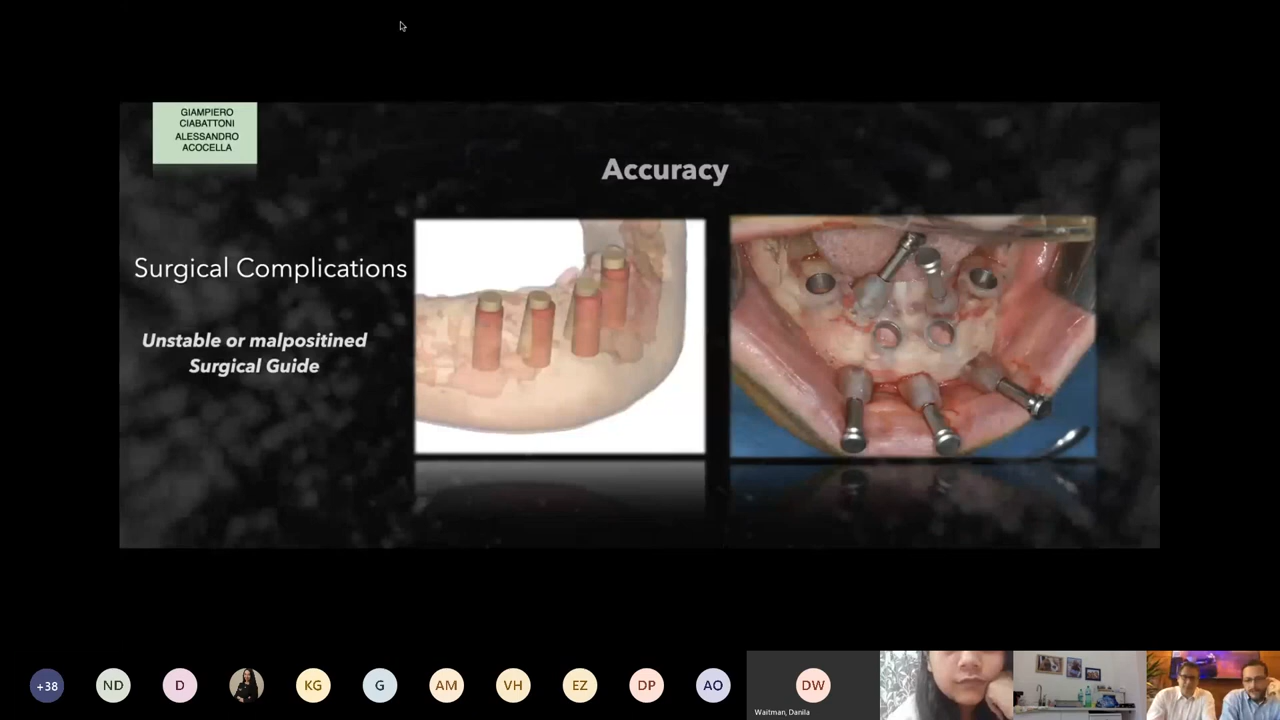 GIAMPIERO
CIABATTONI
ALESSANDRO
ACOCELLA
Accuracy
Surgical Complications
Unstable or malpositined
Surgical Guide
+38
ND
D
KG
G
AM
VH
EZ
DP
AO
DW
Waitman, Danila